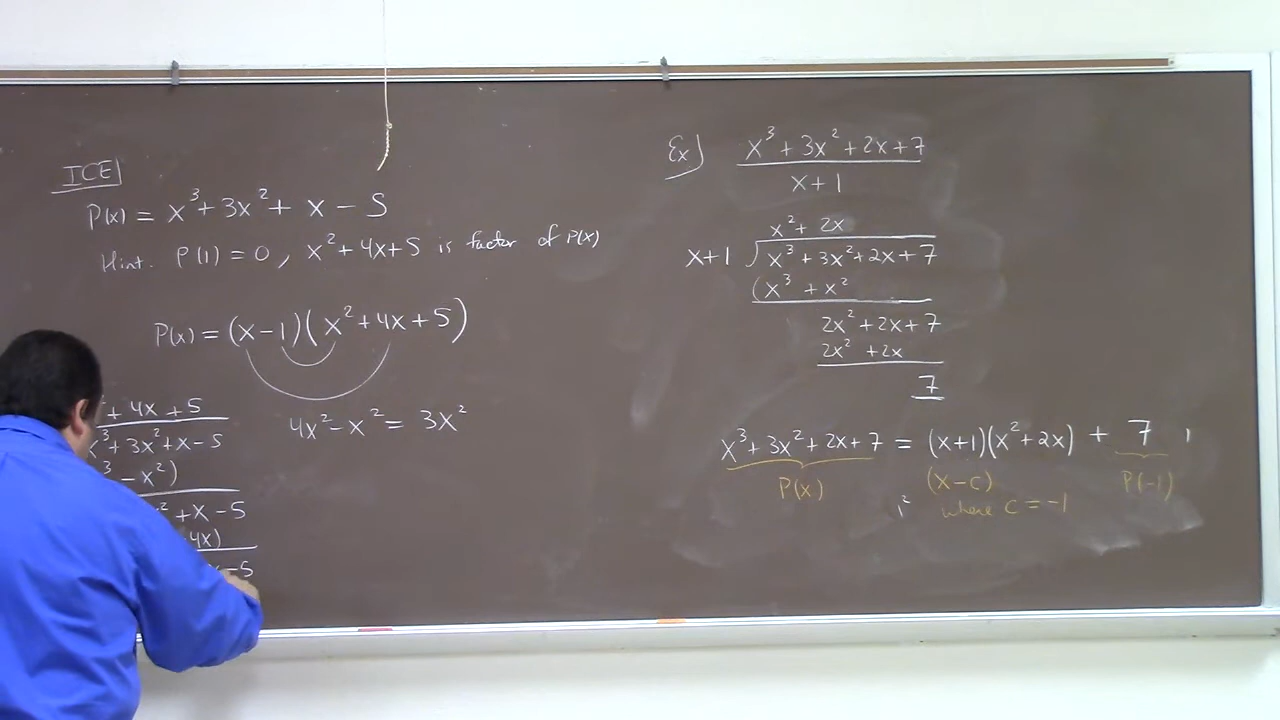 ICE
P(x) = x³ + 3x² + x - 5
Hint. P(1) = 0, x² + 4x + 5 is factor of P(x)
P(x) = (x - 1)(x² + 4x + 5)
4x² - x² = 3x²
+ 4x + 5
x³ + 3x² + x - 5
- x²)
x² + x - 5
4x)
x - 5
Ex)
x³ + 3x² + 2x + 7
x + 1
x² + 2x
x + 1 x³ + 3x² + 2x + 7
(x³ + x²
2x² + 2x + 7
2x² + 2x
7
x³ + 3x² + 2x + 7 = (x+1)(x² + 2x) + 7
P(x) (x - c) P(-1)
where c = -1